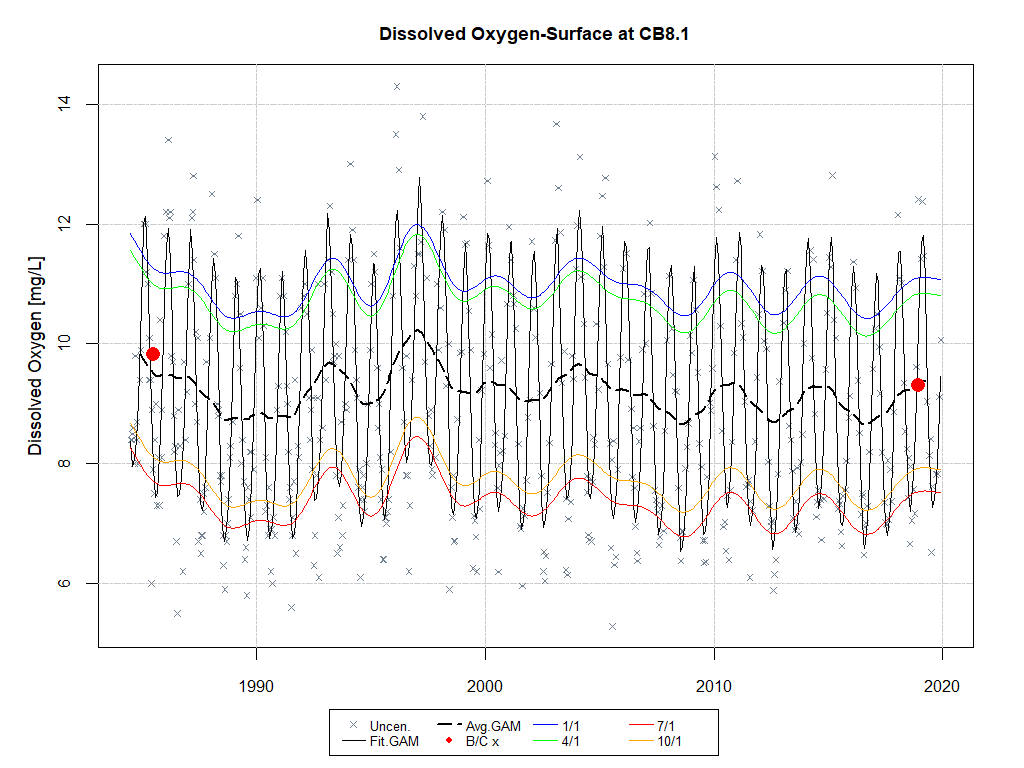 Dissolved Oxygen-Surface at CB8.1
Dissolved Oxygen [mg/L]
14
12
10
8
6
1990 2000 2010 2020
Uncen. Avg.GAM 1/1 7/1
Fit.GAM B/C x 4/1 10/1